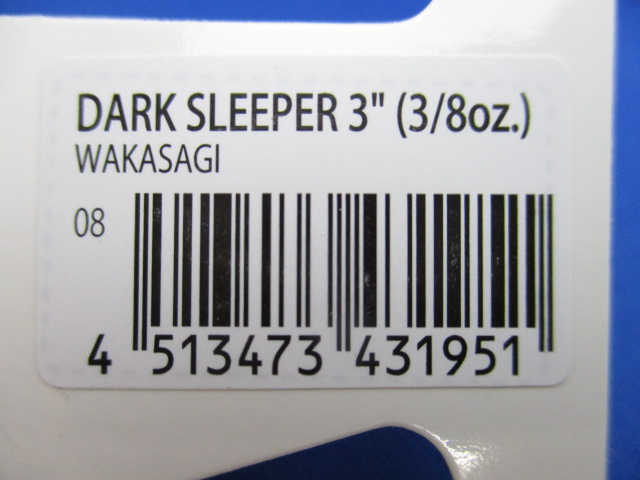 DARK SLEEPER 3" (3/8oz.)
WAKASAGI
08
4 513473 431951